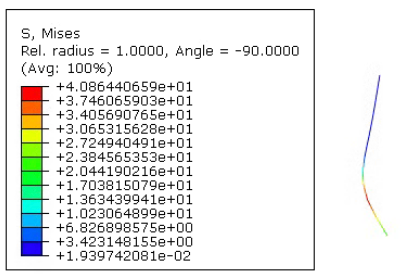 S, Mises
Rel. radius = 1.0000, Angle = -90.0000
(Avg: 100%)
+4.086440659e+01
+3.746065903e+01
+3.405690765e+01
+3.065315628e+01
+2.724940491e+01
+2.384565353e+01
+2.044190216e+01
+1.703815079e+01
+1.363439941e+01
+1.023064899e+01
+6.826898575e+00
+3.423148155e+00
+1.939742081e-02